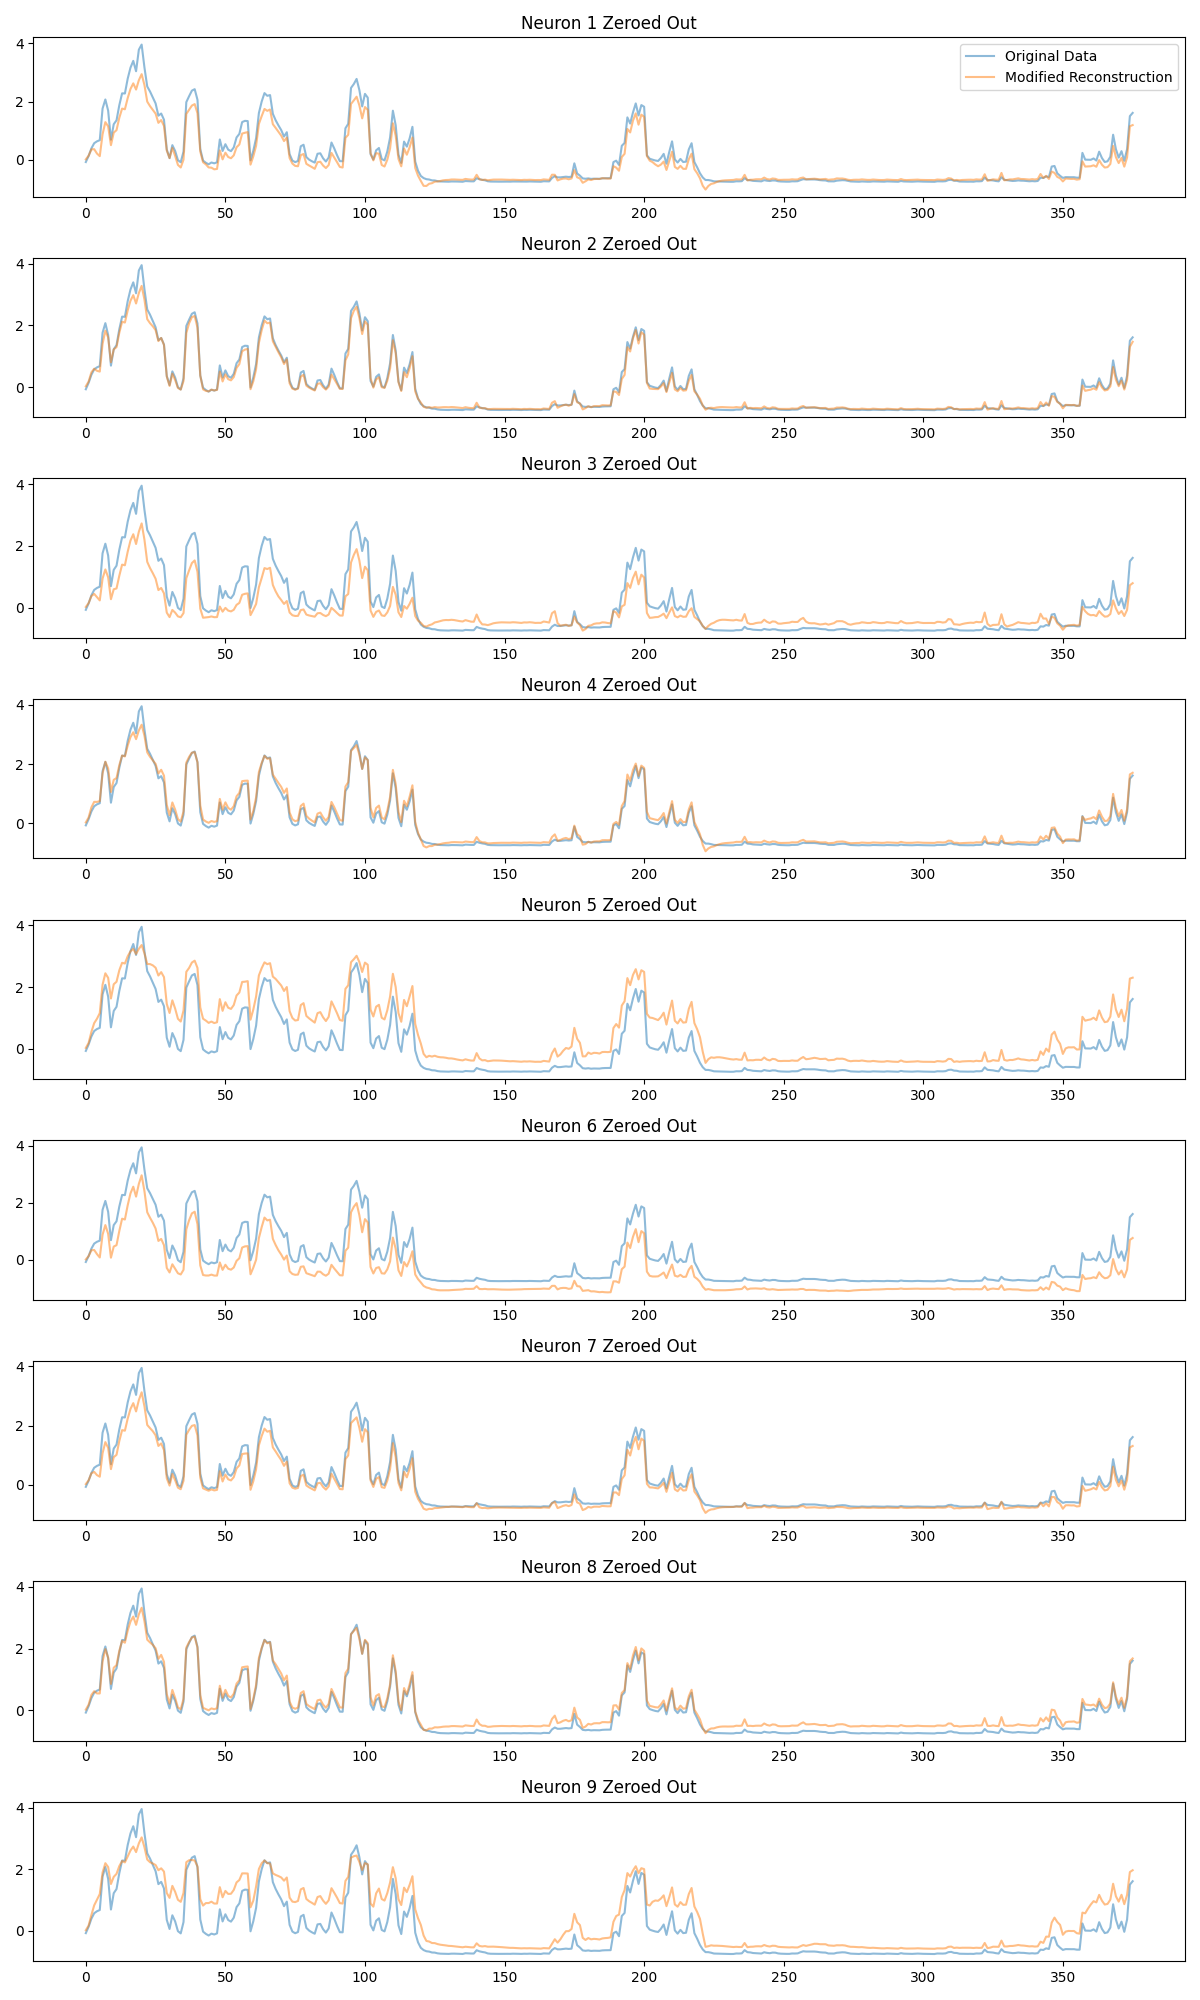 Neuron 1 Zeroed Out
4
2
0
Original Data
Modified Reconstruction
0 50 100 150 200 250 300 350
Neuron 2 Zeroed Out
4
2
0
0 50 100 150 200 250 300 350
Neuron 3 Zeroed Out
4
2
0
0 50 100 150 200 250 300 350
Neuron 4 Zeroed Out
4
2
0
0 50 100 150 200 250 300 350
Neuron 5 Zeroed Out
4
2
0
0 50 100 150 200 250 300 350
Neuron 6 Zeroed Out
4
2
0
0 50 100 150 200 250 300 350
Neuron 7 Zeroed Out
4
2
0
0 50 100 150 200 250 300 350
Neuron 8 Zeroed Out
4
2
0
0 50 100 150 200 250 300 350
Neuron 9 Zeroed Out
4
2
0
0 50 100 150 200 250 300 350